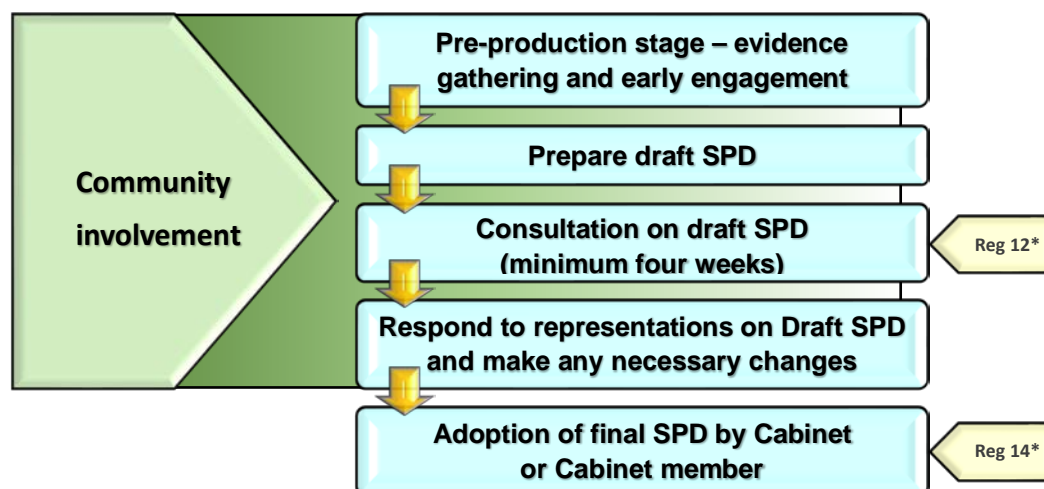 Pre-production stage – evidence
gathering and early engagement
Prepare draft SPD
Community
involvement
Consultation on draft SPD
(minimum four weeks)
Reg 12*
Respond to representations on Draft SPD
and make any necessary changes
Adoption of final SPD by Cabinet
or Cabinet member
Reg 14*